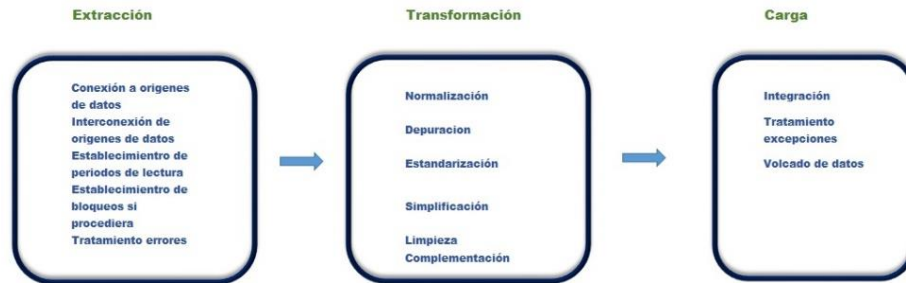 Extracción
Transformación
Carga
Conexión a origenes
de datos
Interconexión de
origenes de datos
Establecimientro de
periodos de lectura
Establecimientro de
bloqueos si
procediera
Tratamiento errores
Normalización
Depuracion
Estandarización
Simplificación
Limpieza
Complementación
Integración
Tratamiento
excepciones
Volcado de datos